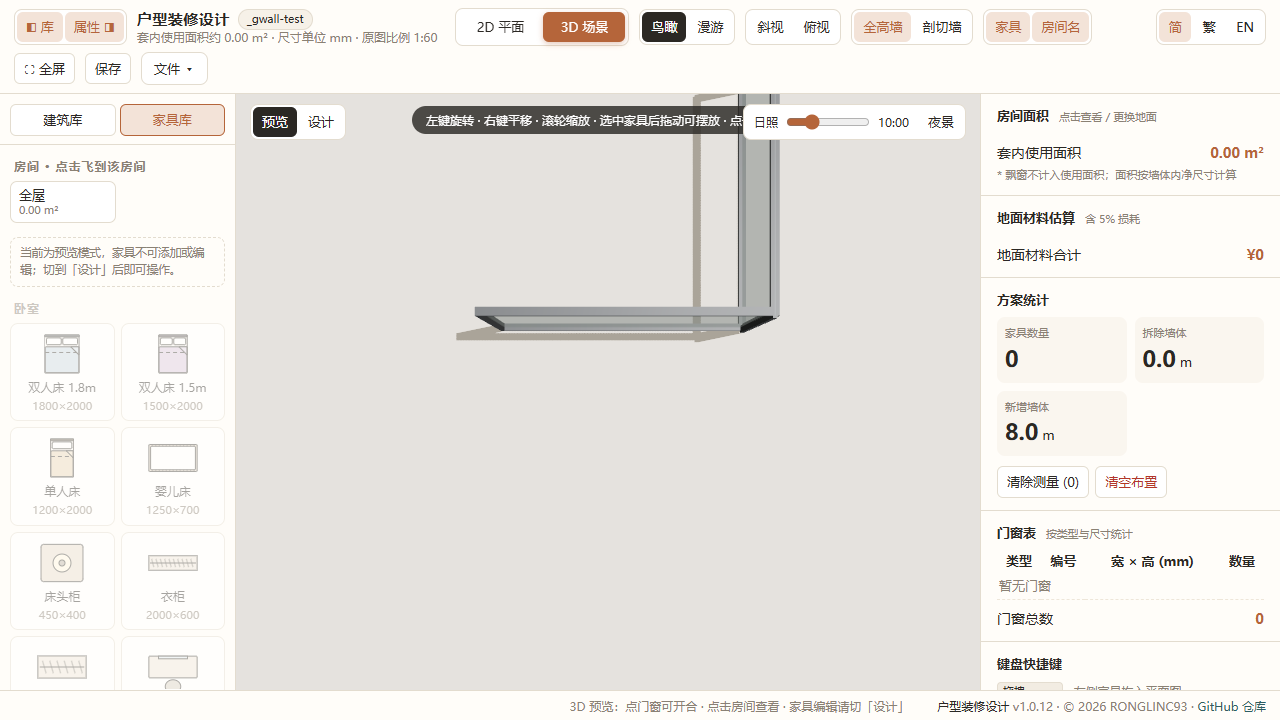 ◧ 库 属性 ◨
户型装修设计 _gwall-test
套内使用面积约 0.00 m² · 尺寸单位 mm · 原图比例 1:60
2D 平面 3D 场景
鸟瞰 漫游
斜视 俯视
全高墙 剖切墙
家具 房间名
简 繁 EN
全屏 保存 文件
建筑库 家具库
房间 • 点击飞到该房间
全屋
0.00 m²
当前为预览模式，家具不可添加或编
辑；切到「设计」后即可操作。
卧室
双人床 1.8m
1800×2000
双人床 1.5m
1500×2000
单人床
1200×2000
婴儿床
1250×700
床头柜
450×400
衣柜
2000×600
预览 设计
左键旋转 · 右键平移 · 滚轮缩放 · 选中家具后拖动可摆放 · 点
日照 10:00 夜景
房间面积 点击查看 / 更换地面
套内使用面积 0.00 m²
* 飘窗不计入使用面积；面积按墙体内净尺寸计算
地面材料估算 含 5% 损耗
地面材料合计 ¥0
方案统计
家具数量
0
拆除墙体
0.0 m
新增墙体
8.0 m
清除测量 (0) 清空布置
门窗表 按类型与尺寸统计
类型 编号 宽 × 高 (mm) 数量
暂无门窗
门窗总数 0
键盘快捷键
3D 预览：点门窗可开合 · 点击房间查看 · 家具编辑请切「设计」
户型装修设计 v1.0.12 · © 2026 RONGLINC93 · GitHub 仓库